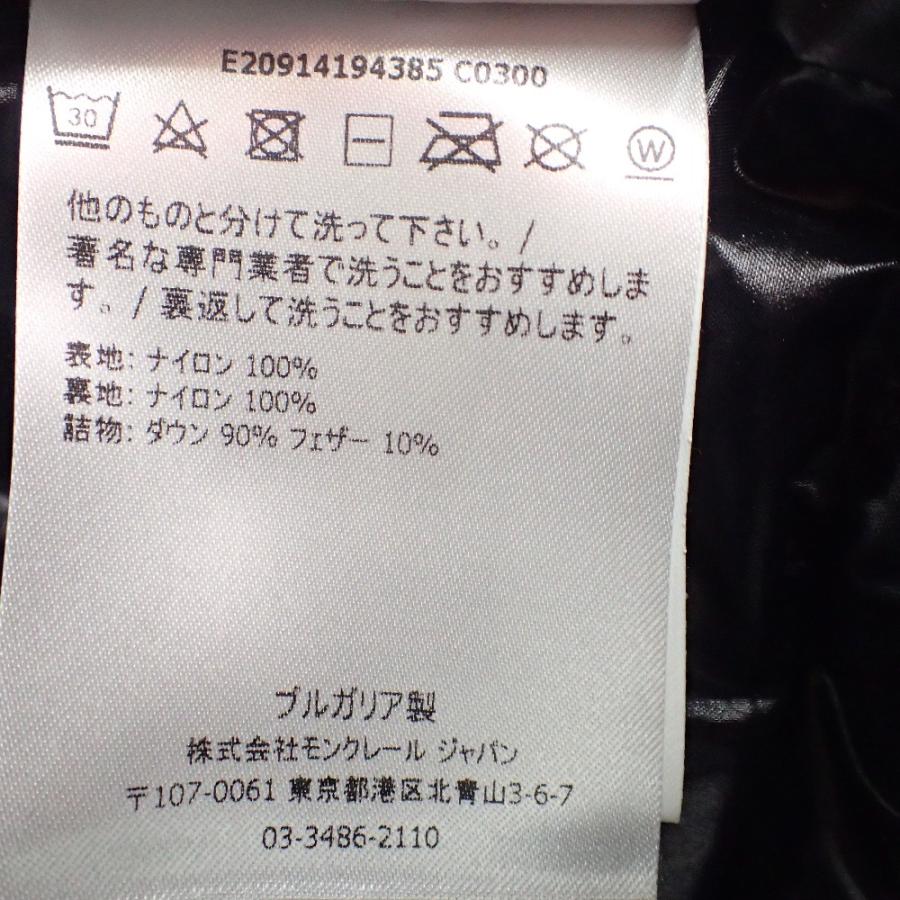 E20914194385 C0300
30
W
他のものと分けて洗って下さい。/
著名な専門業者で洗うことをおすすめしま
す。/ 裏返して洗うことをおすすめします。
表地: ナイロン 100%
裏地: ナイロン 100%
詰物: ダウン 90% フェザー 10%
ブルガリア製
株式会社モンクレール ジャパン
〒107-0061 東京都港区北青山3-6-7
03-3486-2110